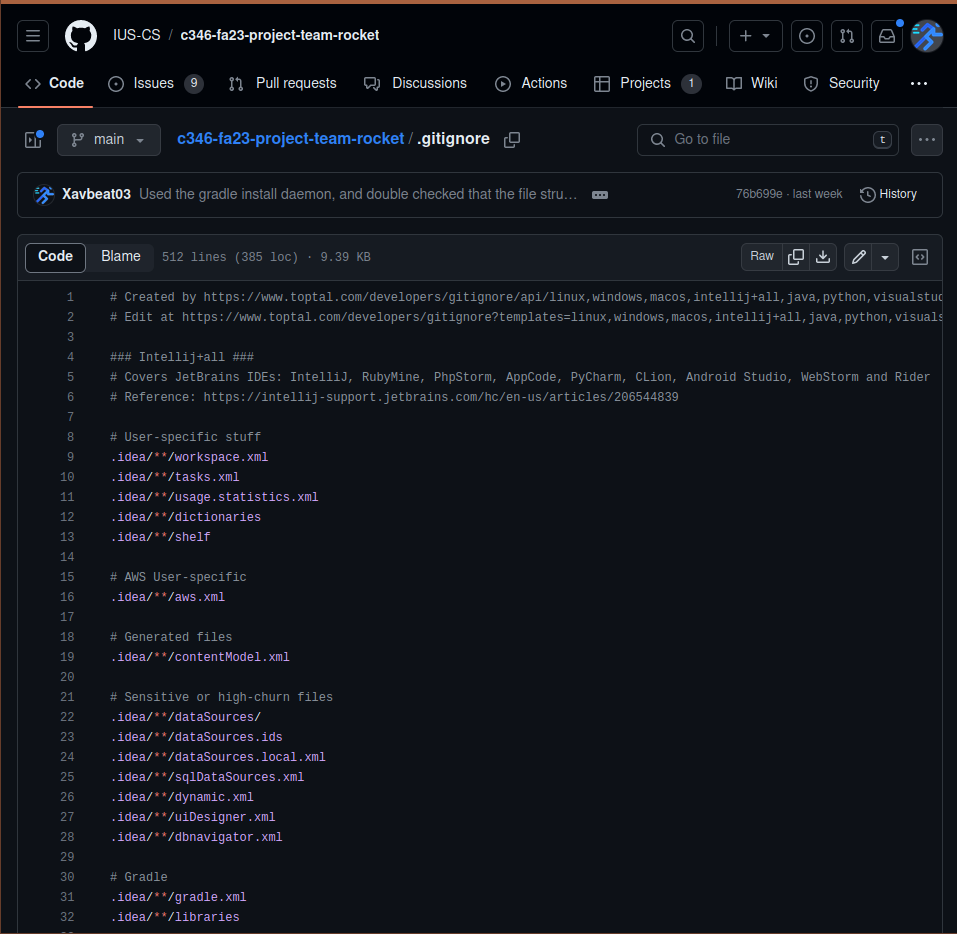 IUS-CS / c346-fa23-project-team-rocket
Code Issues 9 Pull requests Discussions Actions Projects 1 Wiki Security
main c346-fa23-project-team-rocket / .gitignore Go to file t
Xavbeat03 Used the gradle install daemon, and double checked that the file stru… 76b699e · last week History
Code Blame 512 lines (385 loc) · 9.39 KB Raw
1 # Created by https://www.toptal.com/developers/gitignore/api/linux,windows,macos,intellij+all,java,python,visualstud
2 # Edit at https://www.toptal.com/developers/gitignore?templates=linux,windows,macos,intellij+all,java,python,visuals
3
4 ### Intellij+all ###
5 # Covers JetBrains IDEs: IntelliJ, RubyMine, PhpStorm, AppCode, PyCharm, CLion, Android Studio, WebStorm and Rider
6 # Reference: https://intellij-support.jetbrains.com/hc/en-us/articles/206544839
7
8 # User-specific stuff
9 .idea/**/workspace.xml
10 .idea/**/tasks.xml
11 .idea/**/usage.statistics.xml
12 .idea/**/dictionaries
13 .idea/**/shelf
14
15 # AWS User-specific
16 .idea/**/aws.xml
17
18 # Generated files
19 .idea/**/contentModel.xml
20
21 # Sensitive or high-churn files
22 .idea/**/dataSources/
23 .idea/**/dataSources.ids
24 .idea/**/dataSources.local.xml
25 .idea/**/sqlDataSources.xml
26 .idea/**/dynamic.xml
27 .idea/**/uiDesigner.xml
28 .idea/**/dbnavigator.xml
29
30 # Gradle
31 .idea/**/gradle.xml
32 .idea/**/libraries